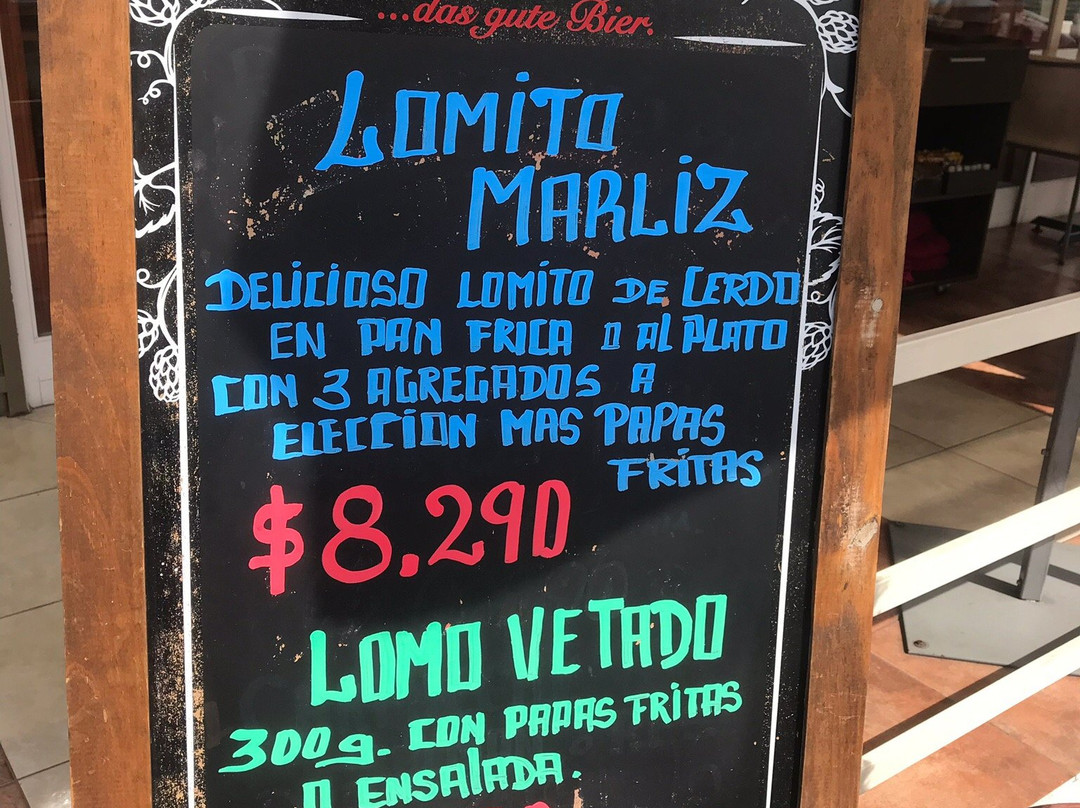 ...das gute Bier.
LOMITO
MARLIZ
DELICIOSO LOMITO DE CERDO
EN PAN FRICA O AL PLATO
CON 3 AGREGADOS A
ELECCION MAS PAPAS
FRITAS
$8.290
LOMO VETADO
300g. CON PAPAS FRITAS
O ENSALADA.